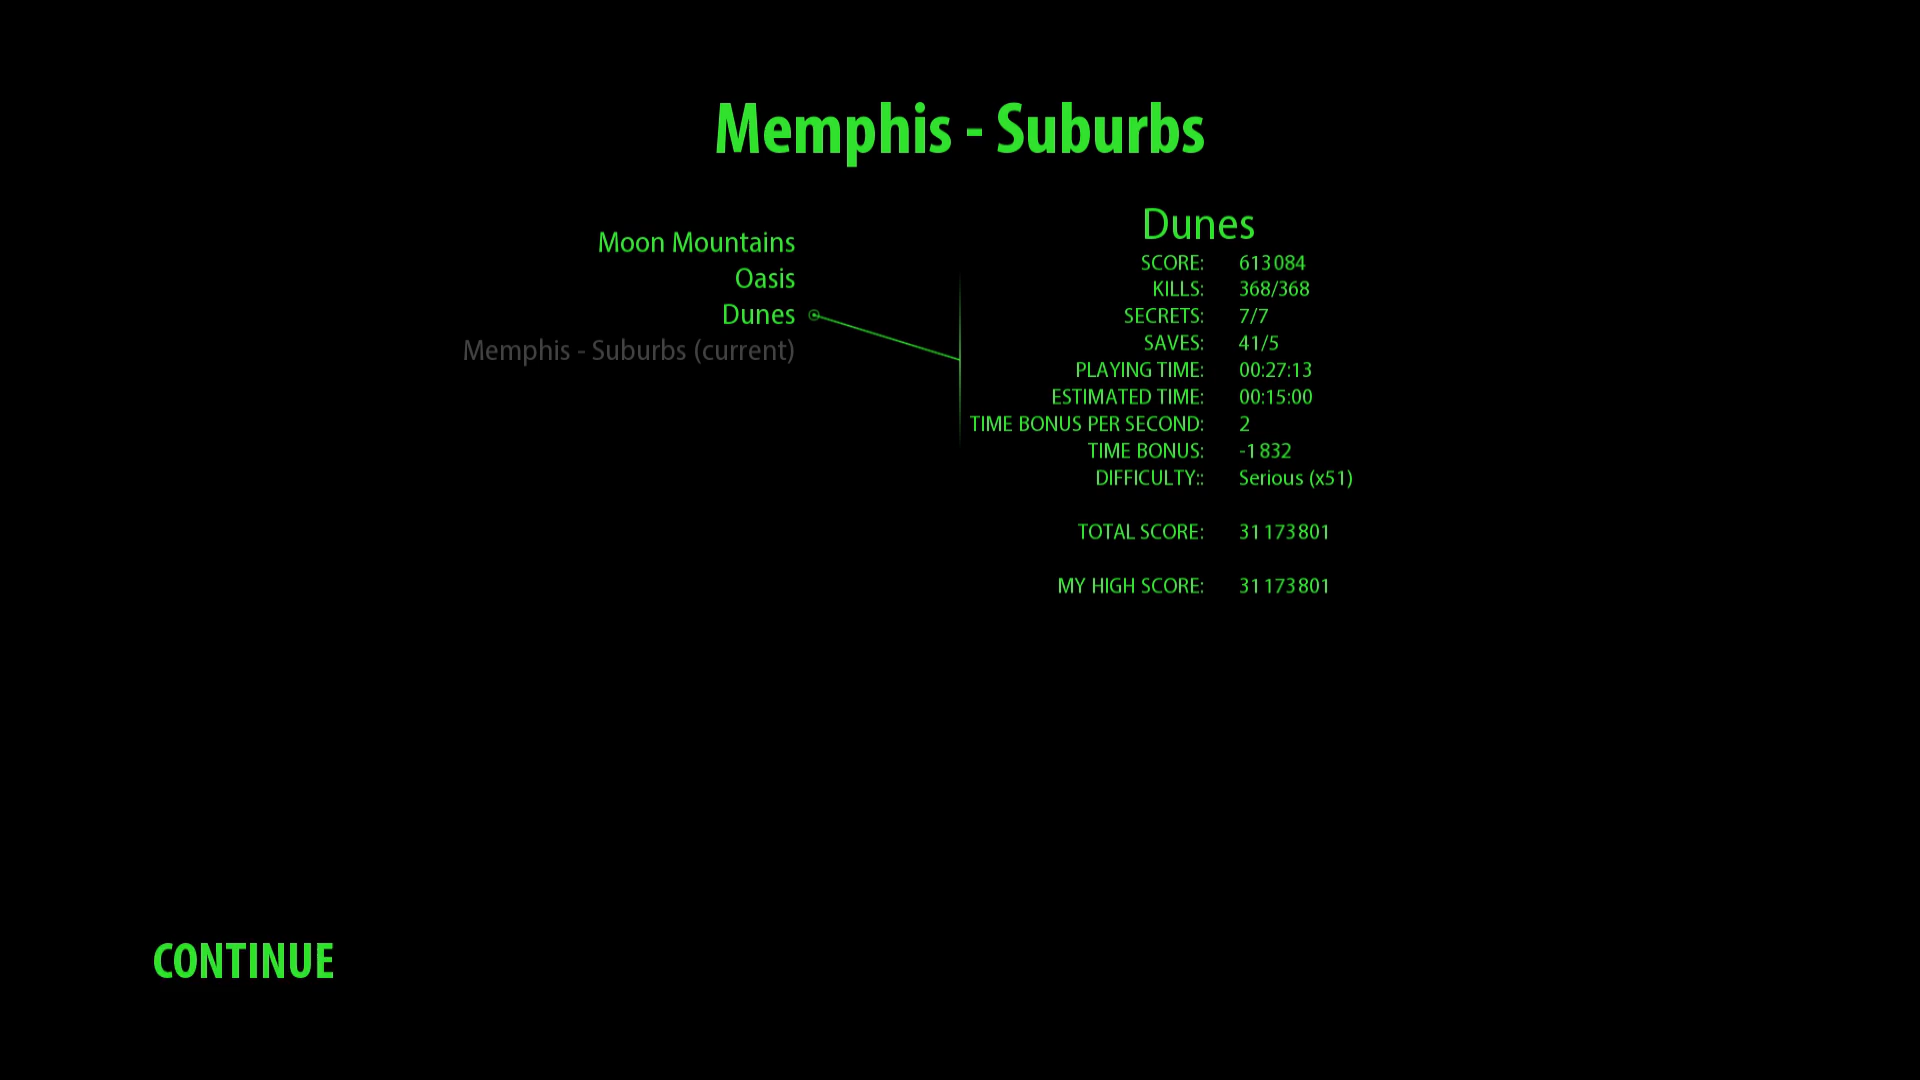 Memphis - Suburbs
Moon Mountains
Oasis
Dunes
Memphis - Suburbs (current)
Dunes
SCORE: 613084
KILLS: 368/368
SECRETS: 7/7
SAVES: 41/5
PLAYING TIME: 00:27:13
ESTIMATED TIME: 00:15:00
TIME BONUS PER SECOND: 2
TIME BONUS: -1832
DIFFICULTY:: Serious (x51)
TOTAL SCORE: 31173801
MY HIGH SCORE: 31173801
CONTINUE